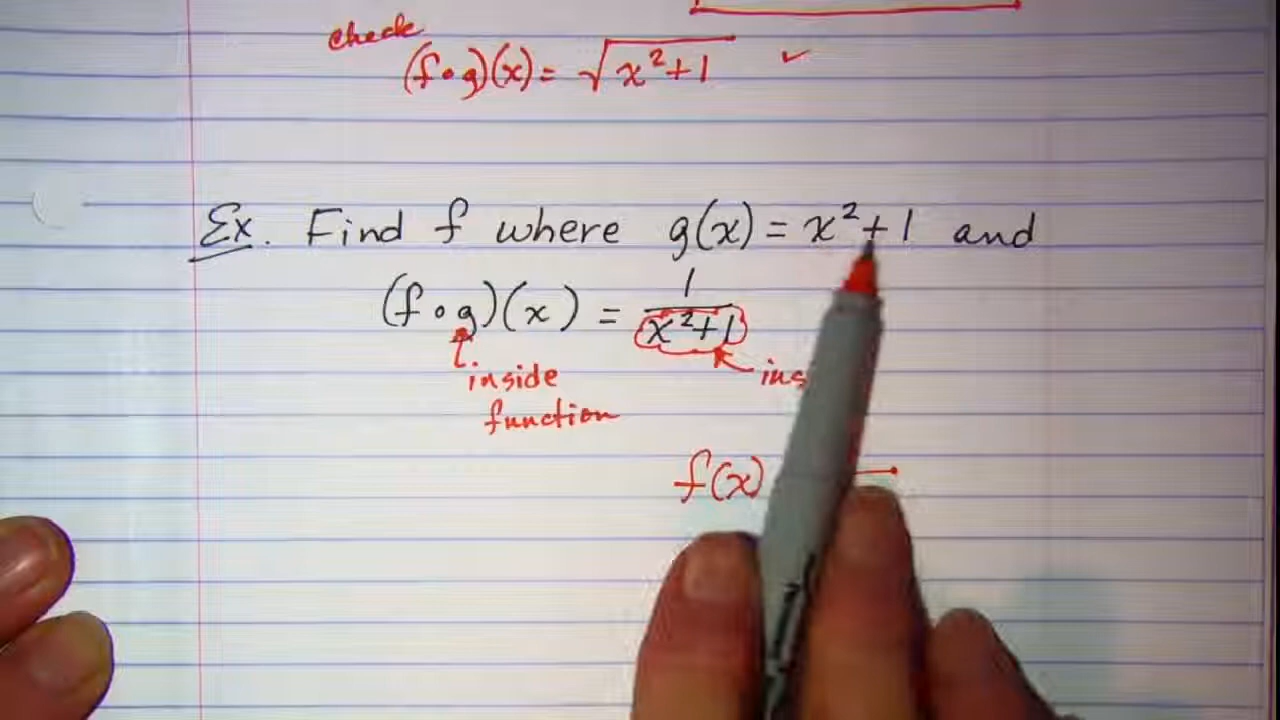 check
(f∘g)(x) = √(x²+1) ✓
Ex. Find f where g(x) = x²+1 and
(f∘g)(x) = 1/(x²+1)
inside
function
f(x)